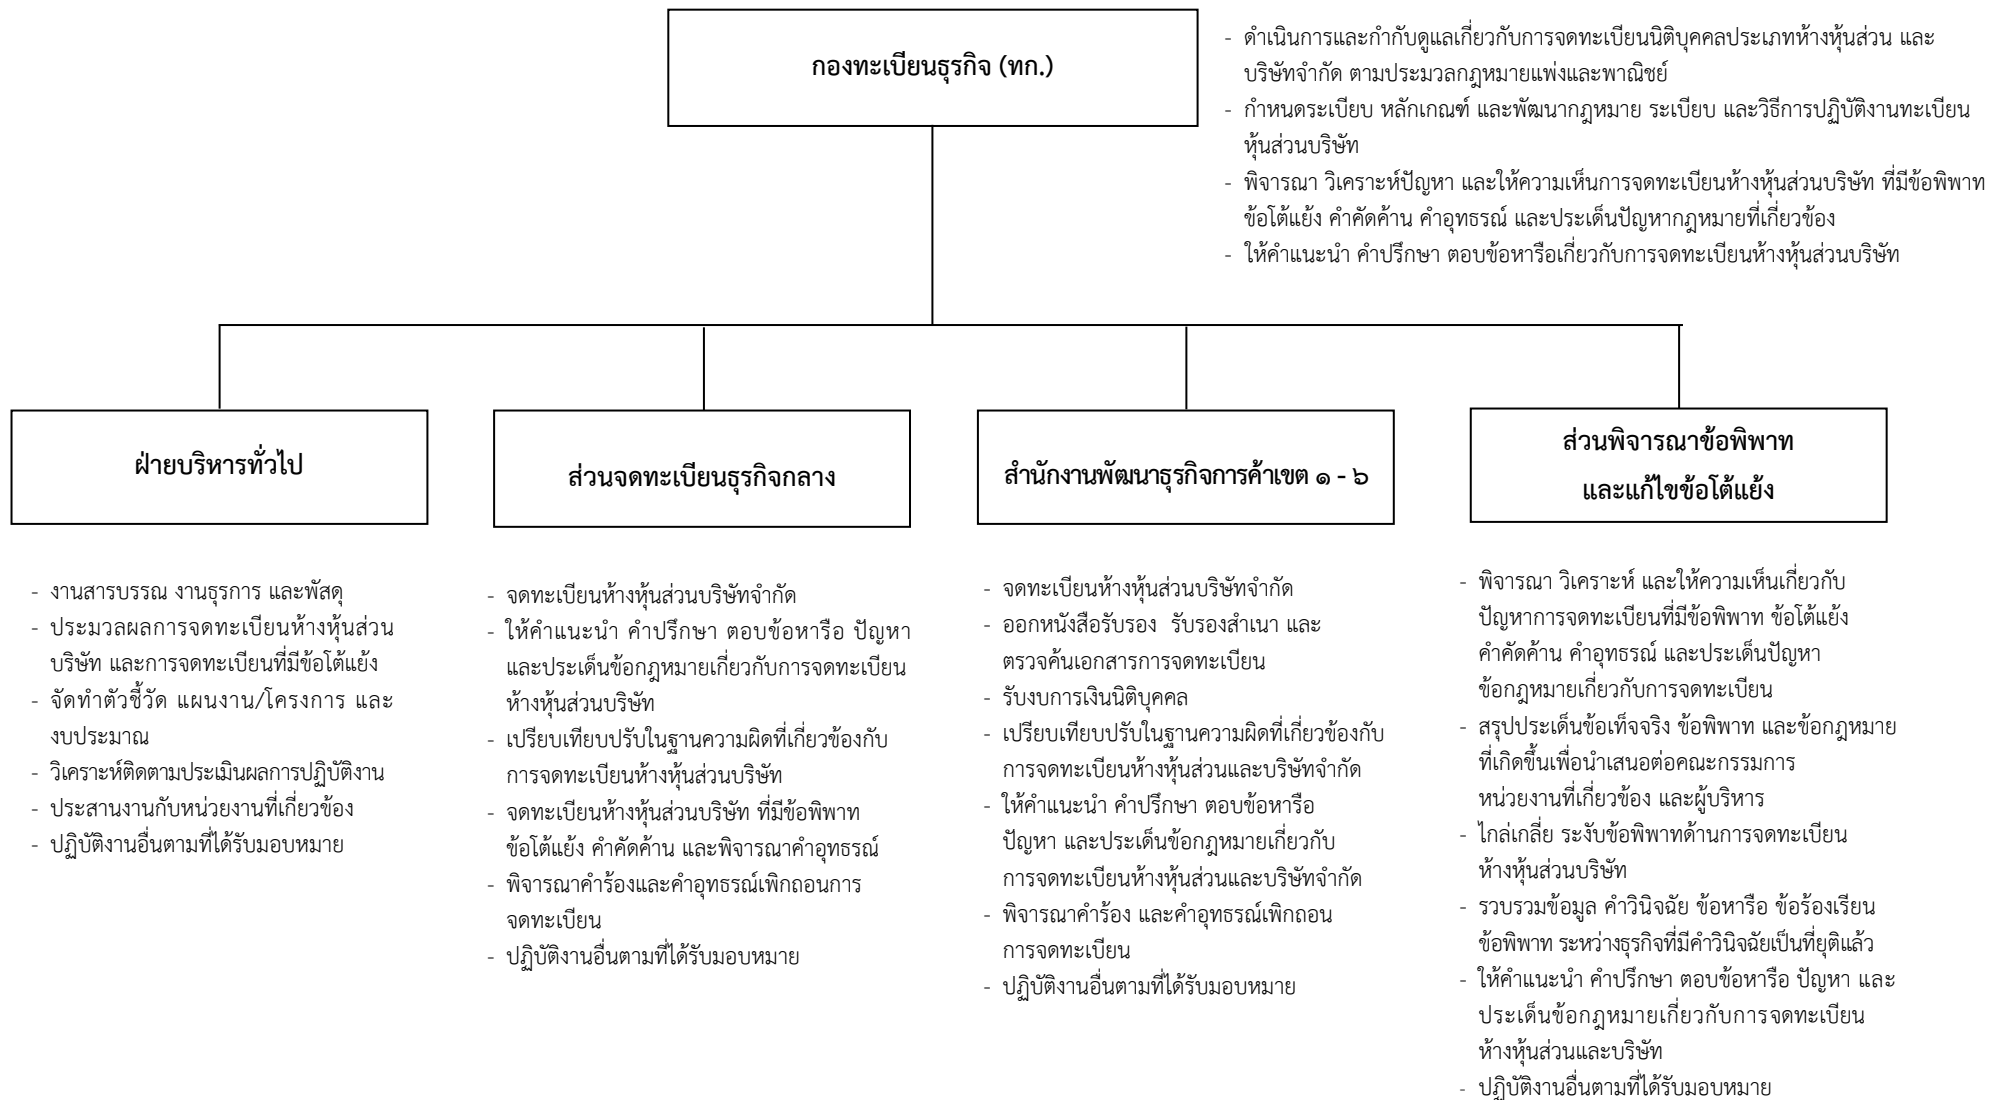 กองทะเบียนธุรกิจ (ทก.)
- ดำเนินการและกำกับดูแลเกี่ยวกับการจดทะเบียนนิติบุคคลประเภทห้างหุ้นส่วน และ
บริษัทจำกัด ตามประมวลกฎหมายแพ่งและพาณิชย์
- กำหนดระเบียบ หลักเกณฑ์ และพัฒนากฎหมาย ระเบียบ และวิธีการปฏิบัติงานทะเบียน
หุ้นส่วนบริษัท
- พิจารณา วิเคราะห์ปัญหา และให้ความเห็นการจดทะเบียนห้างหุ้นส่วนบริษัท ที่มีข้อพิพาท
ข้อโต้แย้ง คำคัดค้าน คำอุทธรณ์ และประเด็นปัญหากฎหมายที่เกี่ยวข้อง
- ให้คำแนะนำ คำปรึกษา ตอบข้อหารือเกี่ยวกับการจดทะเบียนห้างหุ้นส่วนบริษัท
ฝ่ายบริหารทั่วไป
- งานสารบรรณ งานธุรการ และพัสดุ
- ประมวลผลการจดทะเบียนห้างหุ้นส่วน
บริษัท และการจดทะเบียนที่มีข้อโต้แย้ง
- จัดทำตัวชี้วัด แผนงาน/โครงการ และ
งบประมาณ
- วิเคราะห์ติดตามประเมินผลการปฏิบัติงาน
- ประสานงานกับหน่วยงานที่เกี่ยวข้อง
- ปฏิบัติงานอื่นตามที่ได้รับมอบหมาย
ส่วนจดทะเบียนธุรกิจกลาง
- จดทะเบียนห้างหุ้นส่วนบริษัทจำกัด
- ให้คำแนะนำ คำปรึกษา ตอบข้อหารือ ปัญหา
และประเด็นข้อกฎหมายเกี่ยวกับการจดทะเบียน
ห้างหุ้นส่วนบริษัท
- เปรียบเทียบปรับในฐานความผิดที่เกี่ยวข้องกับ
การจดทะเบียนห้างหุ้นส่วนบริษัท
- จดทะเบียนห้างหุ้นส่วนบริษัท ที่มีข้อพิพาท
ข้อโต้แย้ง คำคัดค้าน และพิจารณาคำอุทธรณ์
- พิจารณาคำร้องและคำอุทธรณ์เพิกถอนการ
จดทะเบียน
- ปฏิบัติงานอื่นตามที่ได้รับมอบหมาย
สำนักงานพัฒนาธุรกิจการค้าเขต ๑ - ๖
- จดทะเบียนห้างหุ้นส่วนบริษัทจำกัด
- ออกหนังสือรับรอง รับรองสำเนา และ
ตรวจค้นเอกสารการจดทะเบียน
- รับงบการเงินนิติบุคคล
- เปรียบเทียบปรับในฐานความผิดที่เกี่ยวข้องกับ
การจดทะเบียนห้างหุ้นส่วนและบริษัทจำกัด
- ให้คำแนะนำ คำปรึกษา ตอบข้อหารือ
ปัญหา และประเด็นข้อกฎหมายเกี่ยวกับ
การจดทะเบียนห้างหุ้นส่วนและบริษัทจำกัด
- พิจารณาคำร้อง และคำอุทธรณ์เพิกถอน
การจดทะเบียน
- ปฏิบัติงานอื่นตามที่ได้รับมอบหมาย
ส่วนพิจารณาข้อพิพาท
และแก้ไขข้อโต้แย้ง
- พิจารณา วิเคราะห์ และให้ความเห็นเกี่ยวกับ
ปัญหาการจดทะเบียนที่มีข้อพิพาท ข้อโต้แย้ง
คำคัดค้าน คำอุทธรณ์ และประเด็นปัญหา
ข้อกฎหมายเกี่ยวกับการจดทะเบียน
- สรุปประเด็นข้อเท็จจริง ข้อพิพาท และข้อกฎหมาย
ที่เกิดขึ้นเพื่อนำเสนอต่อคณะกรรมการ
หน่วยงานที่เกี่ยวข้อง และผู้บริหาร
- ไกล่เกลี่ย ระงับข้อพิพาทด้านการจดทะเบียน
ห้างหุ้นส่วนบริษัท
- รวบรวมข้อมูล คำวินิจฉัย ข้อหารือ ข้อร้องเรียน
ข้อพิพาท ระหว่างธุรกิจที่มีคำวินิจฉัยเป็นที่ยุติแล้ว
- ให้คำแนะนำ คำปรึกษา ตอบข้อหารือ ปัญหา และ
ประเด็นข้อกฎหมายเกี่ยวกับการจดทะเบียน
ห้างหุ้นส่วนและบริษัท
- ปฏิบัติงานอื่นตามที่ได้รับมอบหมาย